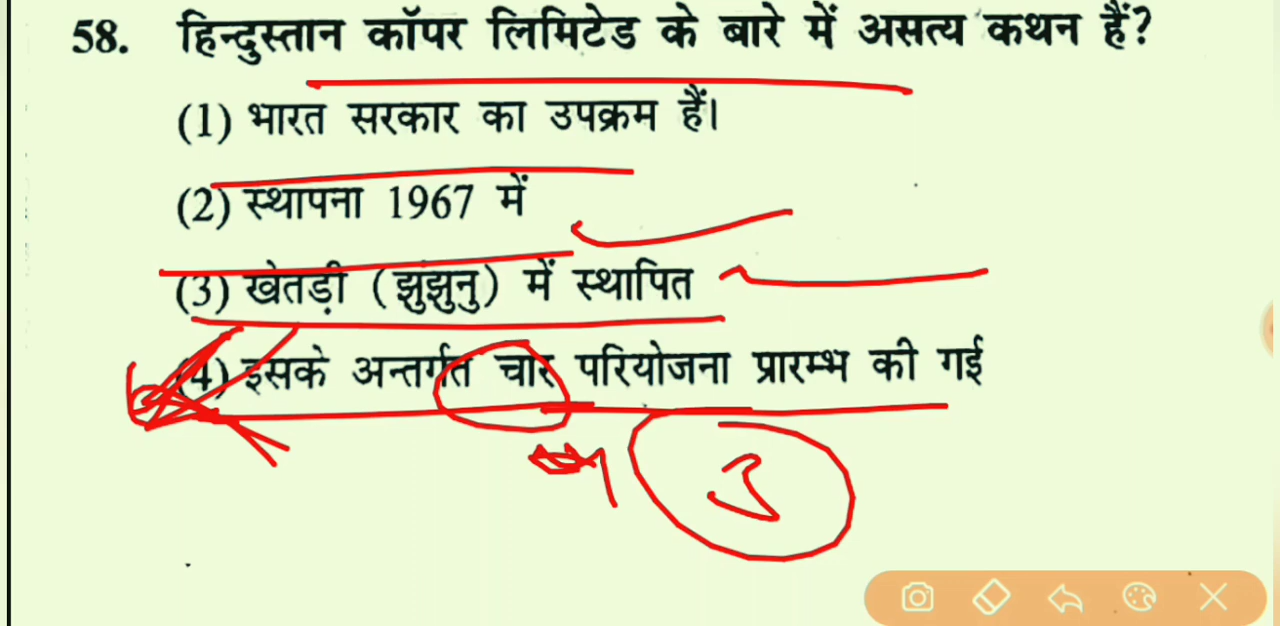 58. हिन्दुस्तान कॉपर लिमिटेड के बारे में असत्य कथन हैं?
(1) भारत सरकार का उपक्रम हैं।
(2) स्थापना 1967 में
(3) खेतड़ी (झुंझुनु) में स्थापित
(4) इसके अन्तर्गत चार परियोजना प्रारम्भ की गई
3